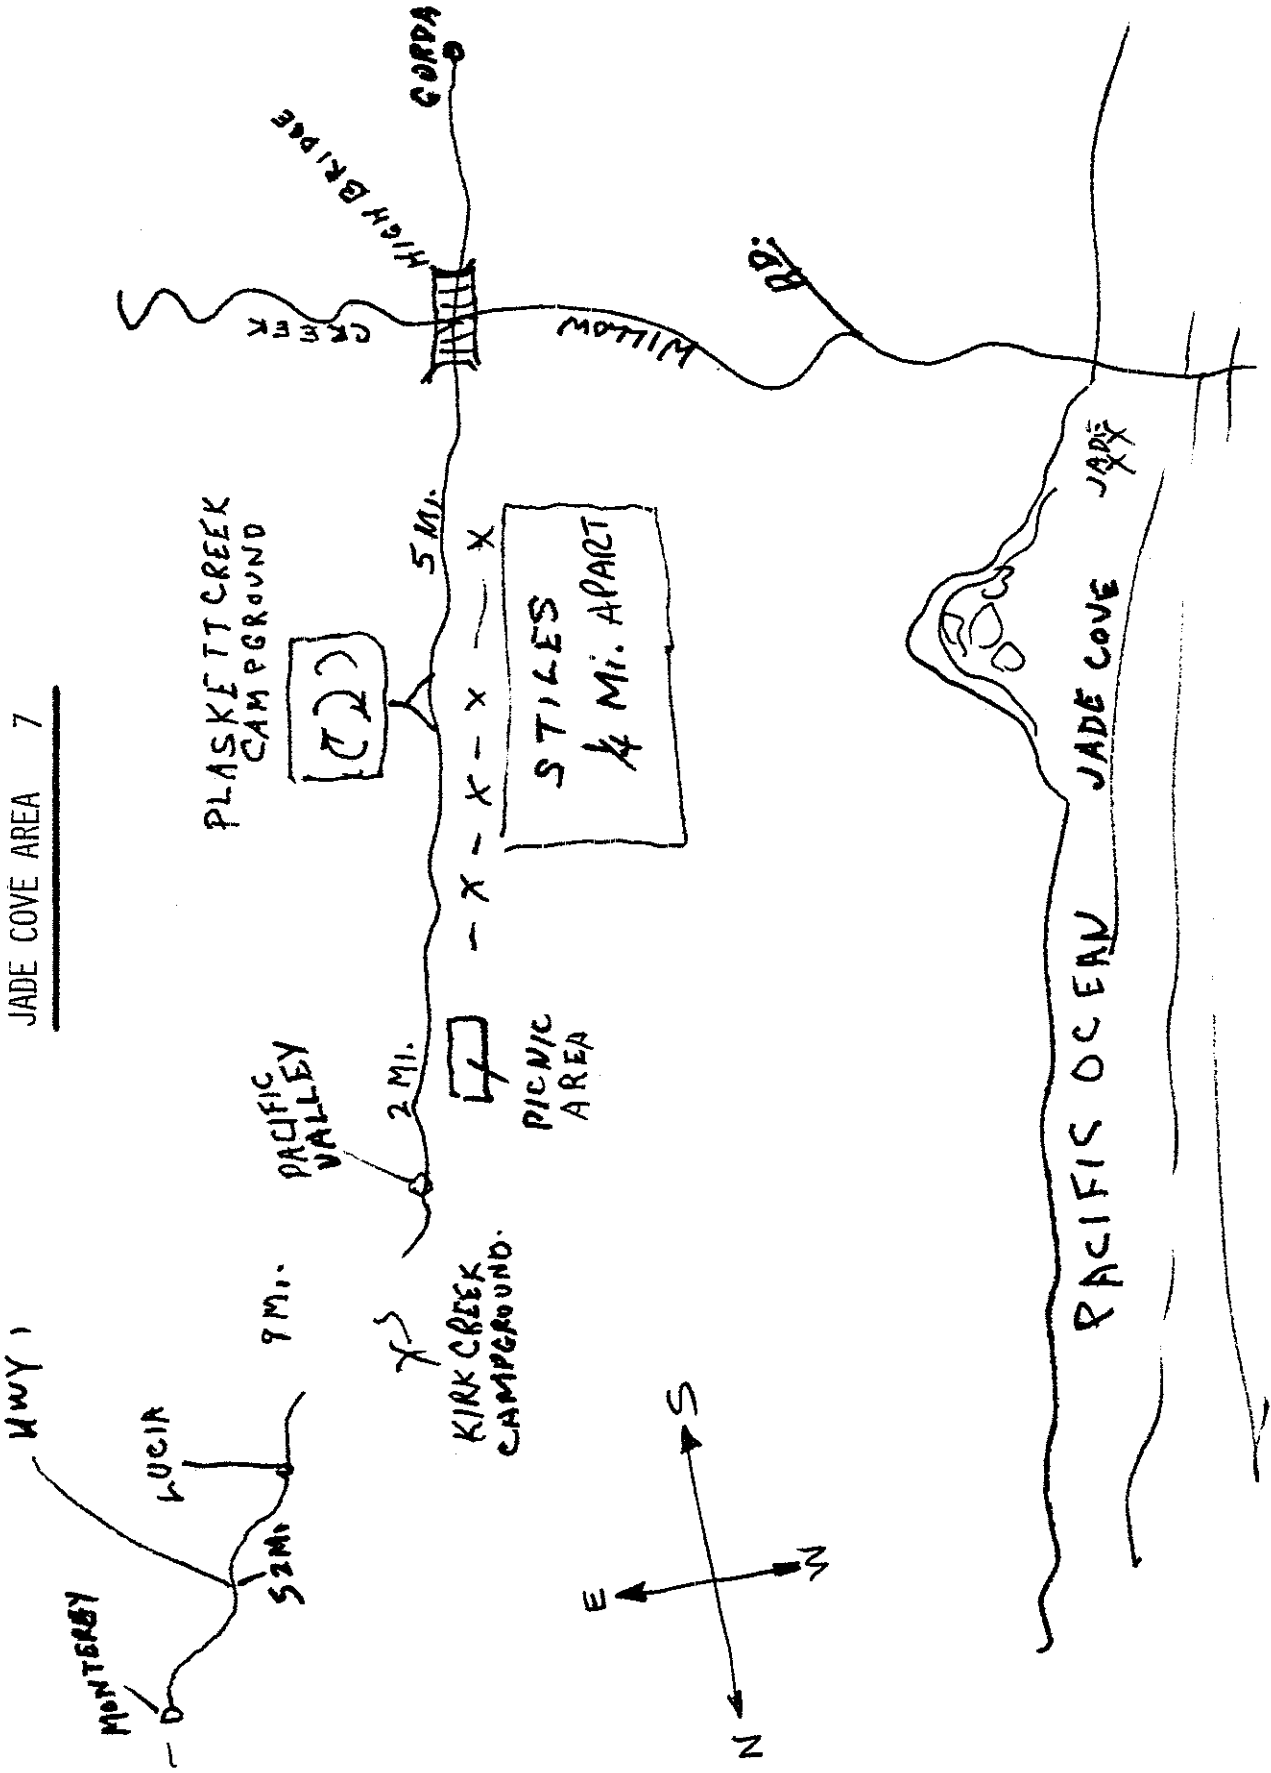 JADE COVE AREA 7
HWY 1
MONTEREY
52 MI.
LUCIA
9 MI.
PACIFIC
VALLEY
2 MI.
KIRK CREEK
CAMPGROUND.
PICNIC
AREA
PLASKETT CREEK
CAMPGROUND
5 MI.
STILES
¼ MI. APART
CREEK
HIGH BRIDGE
GORDA
WILLOW
RD.
E
N
S
W
PACIFIC OCEAN
JADE COVE
JADE